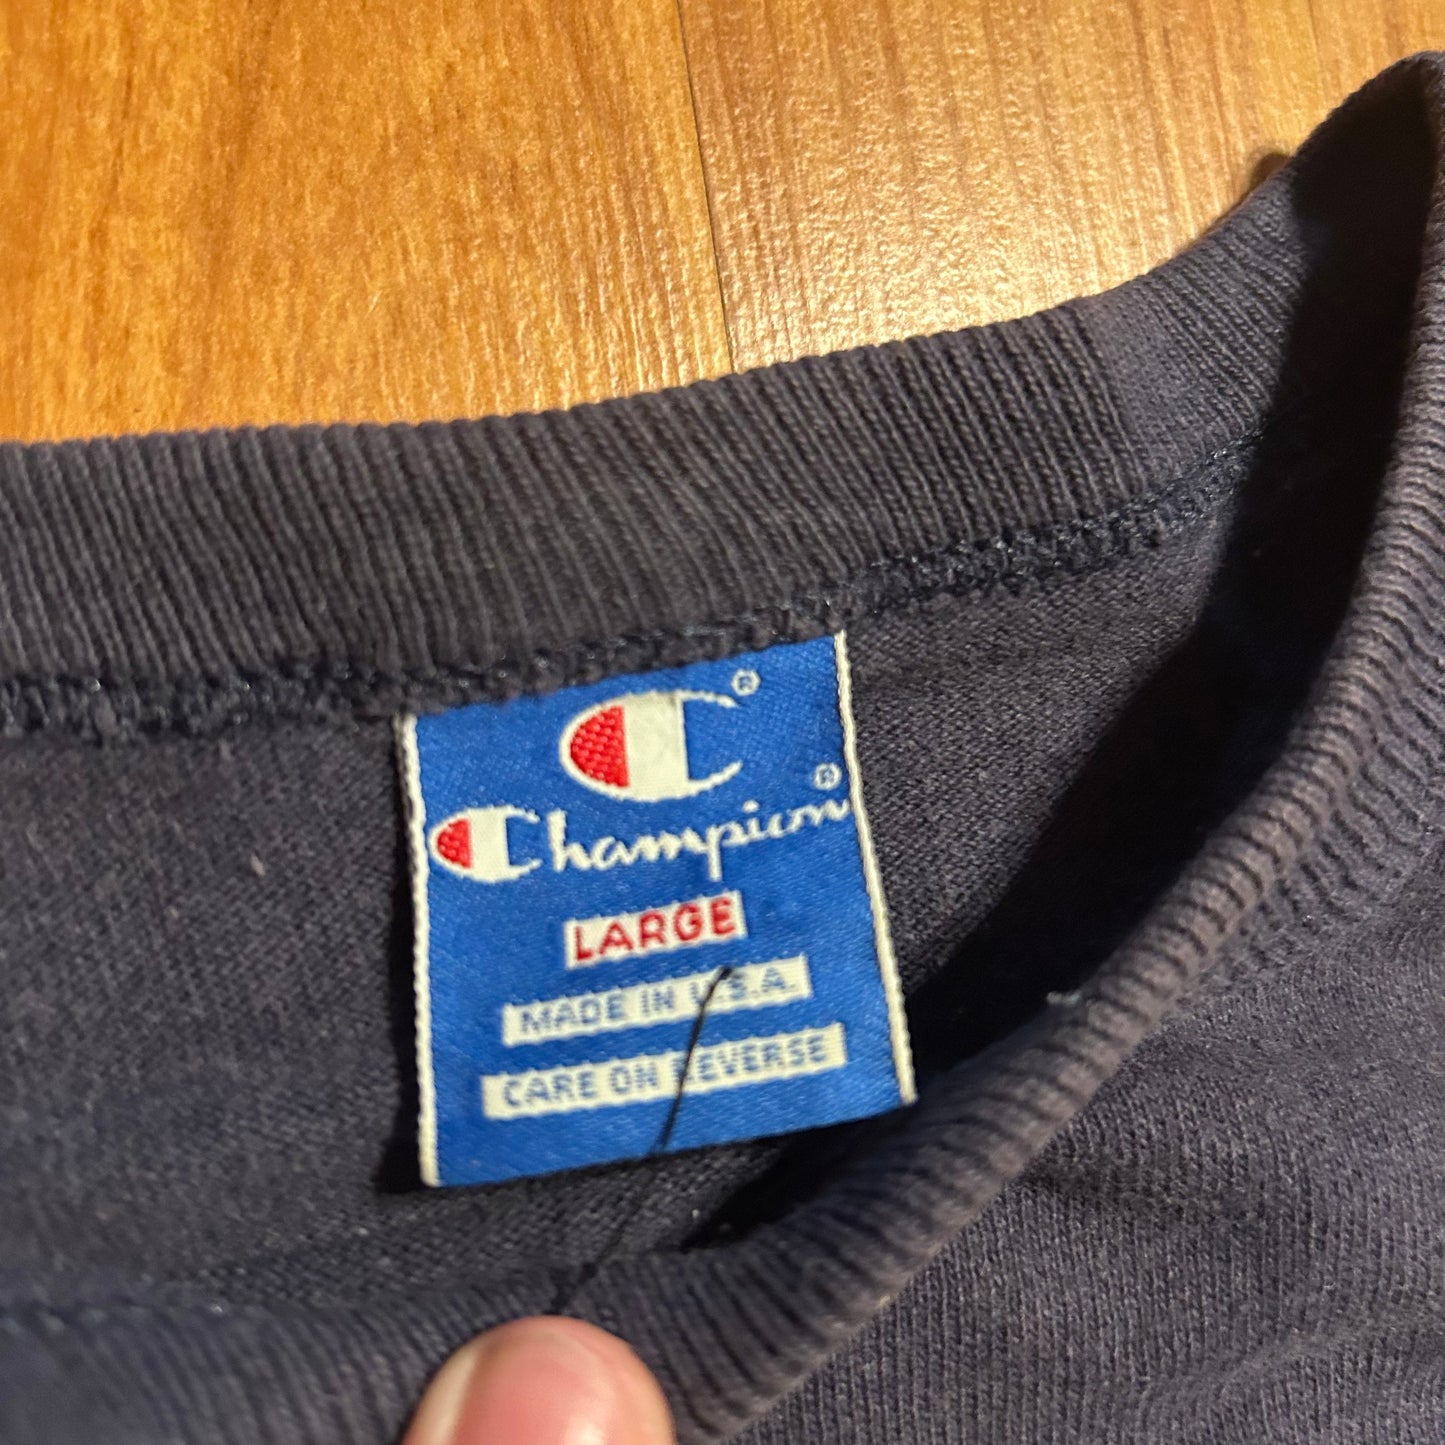 ®
Champion®
LARGE
MADE IN U.S.A.
CARE ON REVERSE